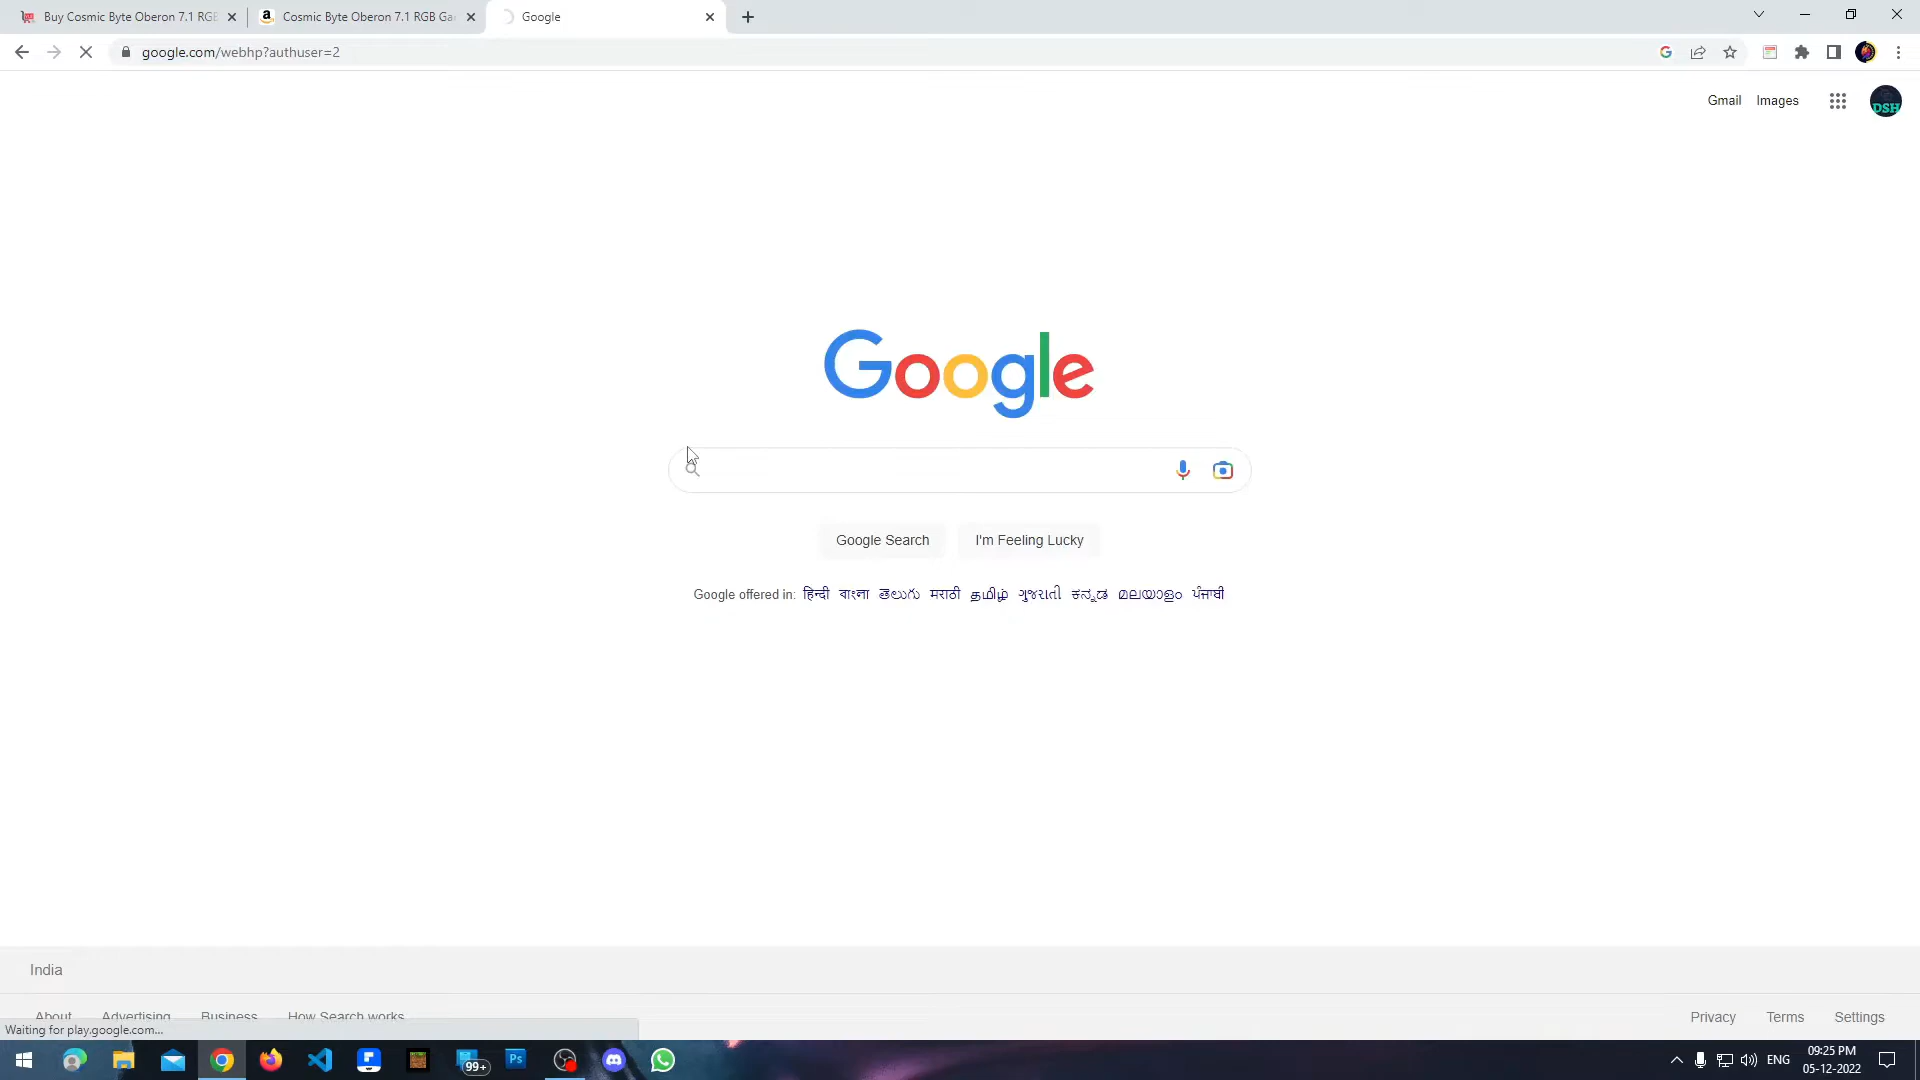 Buy Cosmic Byte Oberon 7.1 RGB
Cosmic Byte Oberon 7.1 RGB Ga
Google
google.com/webhp?authuser=2
Gmail
Images
DSH
Google
Google Search
I'm Feeling Lucky
Google offered in: हिन्दी বাংলা తెలుగు मराठी தமிழ் ગુજરાતી ಕನ್ನಡ മലയാളം ਪੰਜਾਬੀ
India
About
Advertising
Business
How Search works
Privacy
Terms
Settings
Waiting for play.google.com...
99+
Ps
ENG
09:25 PM
05-12-2022